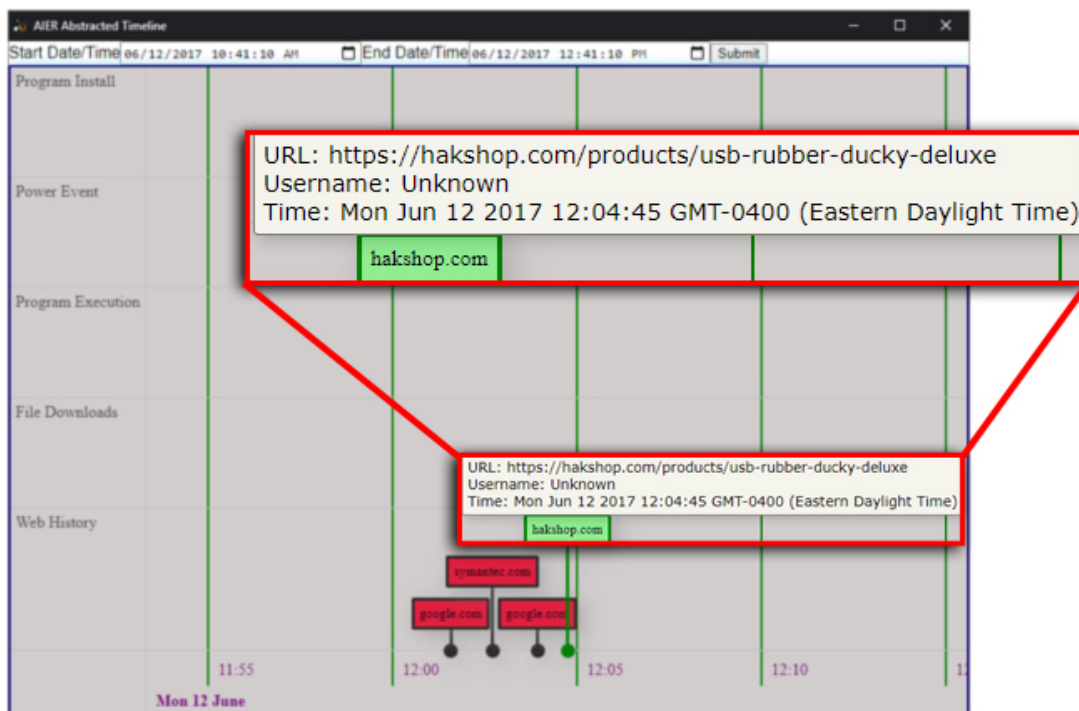 AIER Abstracted Timeline
Start Date/Time 06/12/2017 10:41:10 AM End Date/Time 06/12/2017 12:41:10 PM Submit
Program Install
URL: https://hakshop.com/products/usb-rubber-ducky-deluxe
Username: Unknown
Time: Mon Jun 12 2017 12:04:45 GMT-0400 (Eastern Daylight Time)
Power Event
hakshop.com
Program Execution
File Downloads
URL: https://hakshop.com/products/usb-rubber-ducky-deluxe
Username: Unknown
Time: Mon Jun 12 2017 12:04:45 GMT-0400 (Eastern Daylight Time)
Web History
hakshop.com
symantec.com
google.com google.com
11:55 12:00 12:05 12:10
Mon 12 June